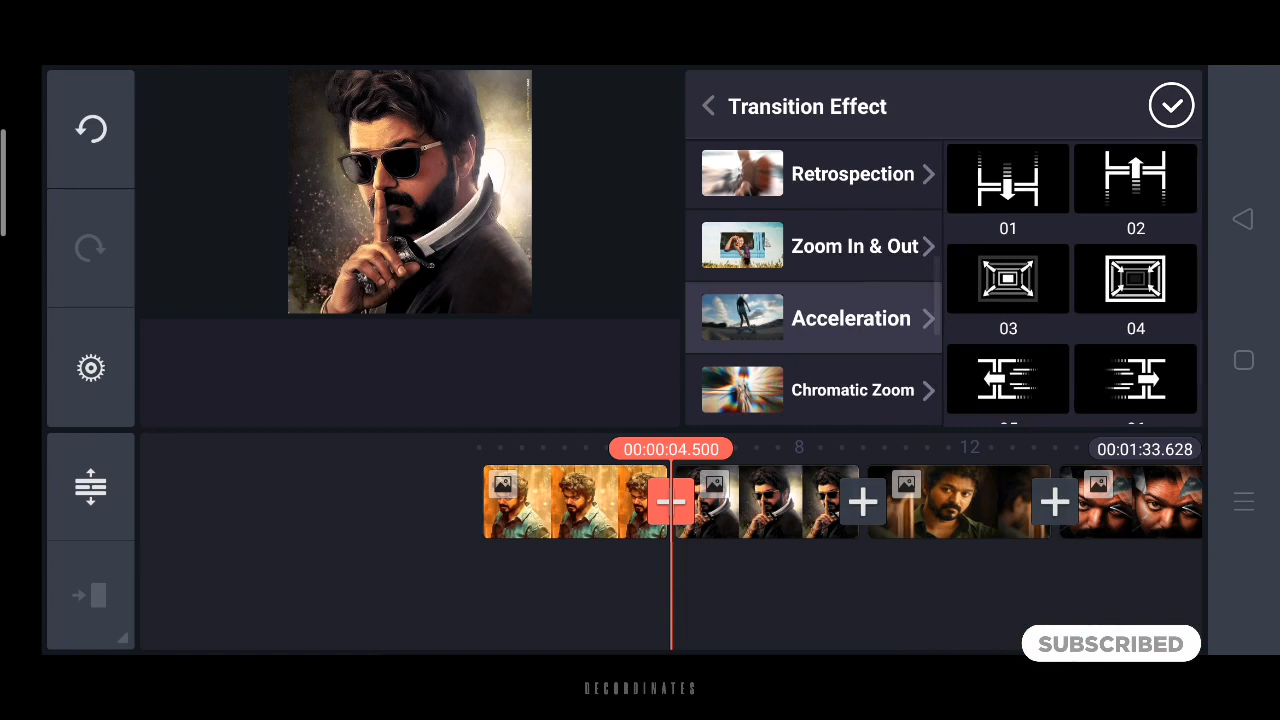 Transition Effect
Retrospection
Zoom In & Out
Acceleration
Chromatic Zoom
01
02
03
04
00:00:04.500
8
12
00:01:33.628
SUBSCRIBED
DECORDINATES